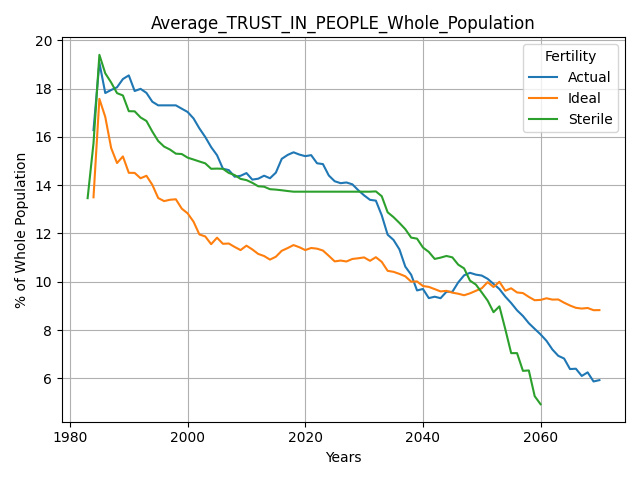 Average_TRUST_IN_PEOPLE_Whole_Population
% of Whole Population
20
18
16
14
12
10
8
6
1980
2000
2020
2040
2060
Years
Fertility
Actual
Ideal
Sterile